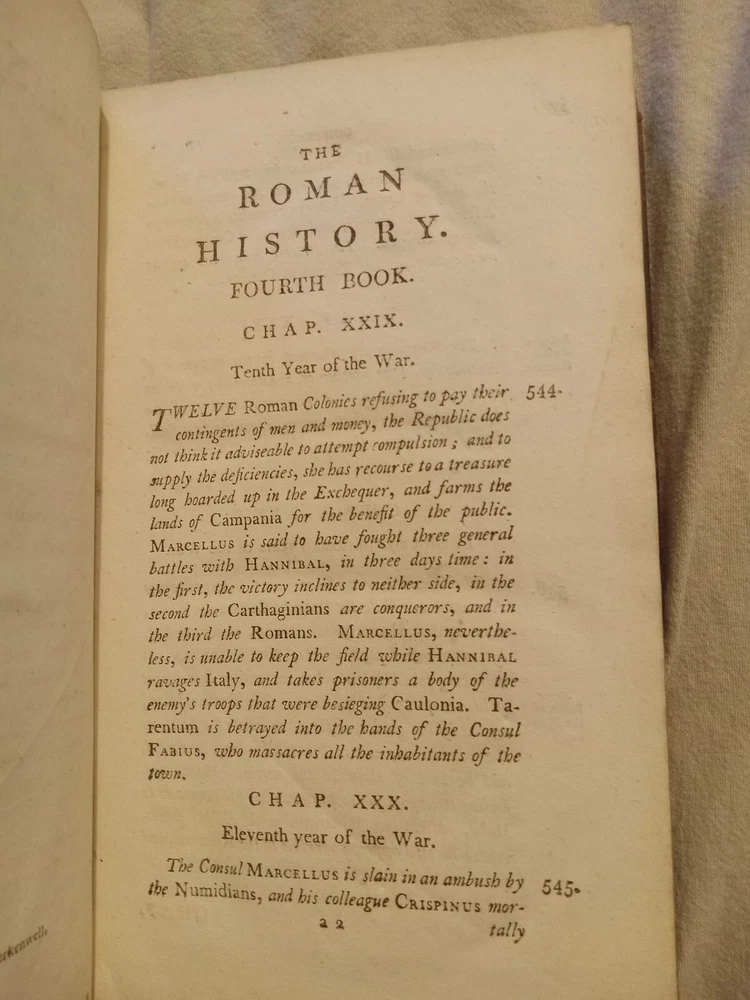 THE
ROMAN
HISTORY.
FOURTH BOOK.
CHAP. XXIX.
Tenth Year of the War.
TWELVE Roman Colonies refusing to pay their 544.
contingents of men and money, the Republic does
not think it adviseable to attempt compulsion; and to
supply the deficiencies, she has recourse to a treasure
long hoarded up in the Exchequer, and farms the
lands of Campania for the benefit of the public.
MARCELLUS is said to have fought three general
battles with HANNIBAL, in three days time: in
the first, the victory inclines to neither side, in the
second the Carthaginians are conquerors, and in
the third the Romans. MARCELLUS, neverthe-
less, is unable to keep the field while HANNIBAL
ravages Italy, and takes prisoners a body of the
enemy's troops that were besieging Caulonia. Ta-
rentum is betrayed into the hands of the Consul
FABIUS, who massacres all the inhabitants of the
town.
CHAP. XXX.
Eleventh year of the War.
The Consul MARCELLUS is slain in an ambush by 545.
the Numidians, and his colleague CRISPINUS mor-
a 2 tally